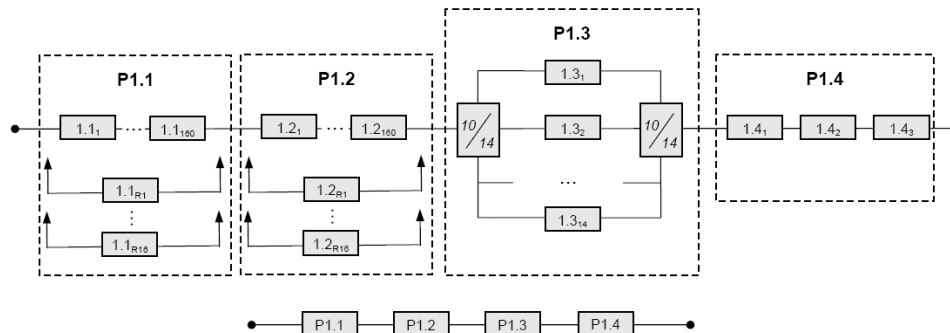 P1.1
P1.2
P1.3
P1.4
1.1₁ ... 1.1₁₆₀
1.2₁ ... 1.2₁₆₀
10/14
1.3₁
1.3₂
...
1.3₁₄
10/14
1.4₁ 1.4₂ 1.4₃
1.1R1
...
1.1R16
1.2R1
...
1.2R16
P1.1 P1.2 P1.3 P1.4